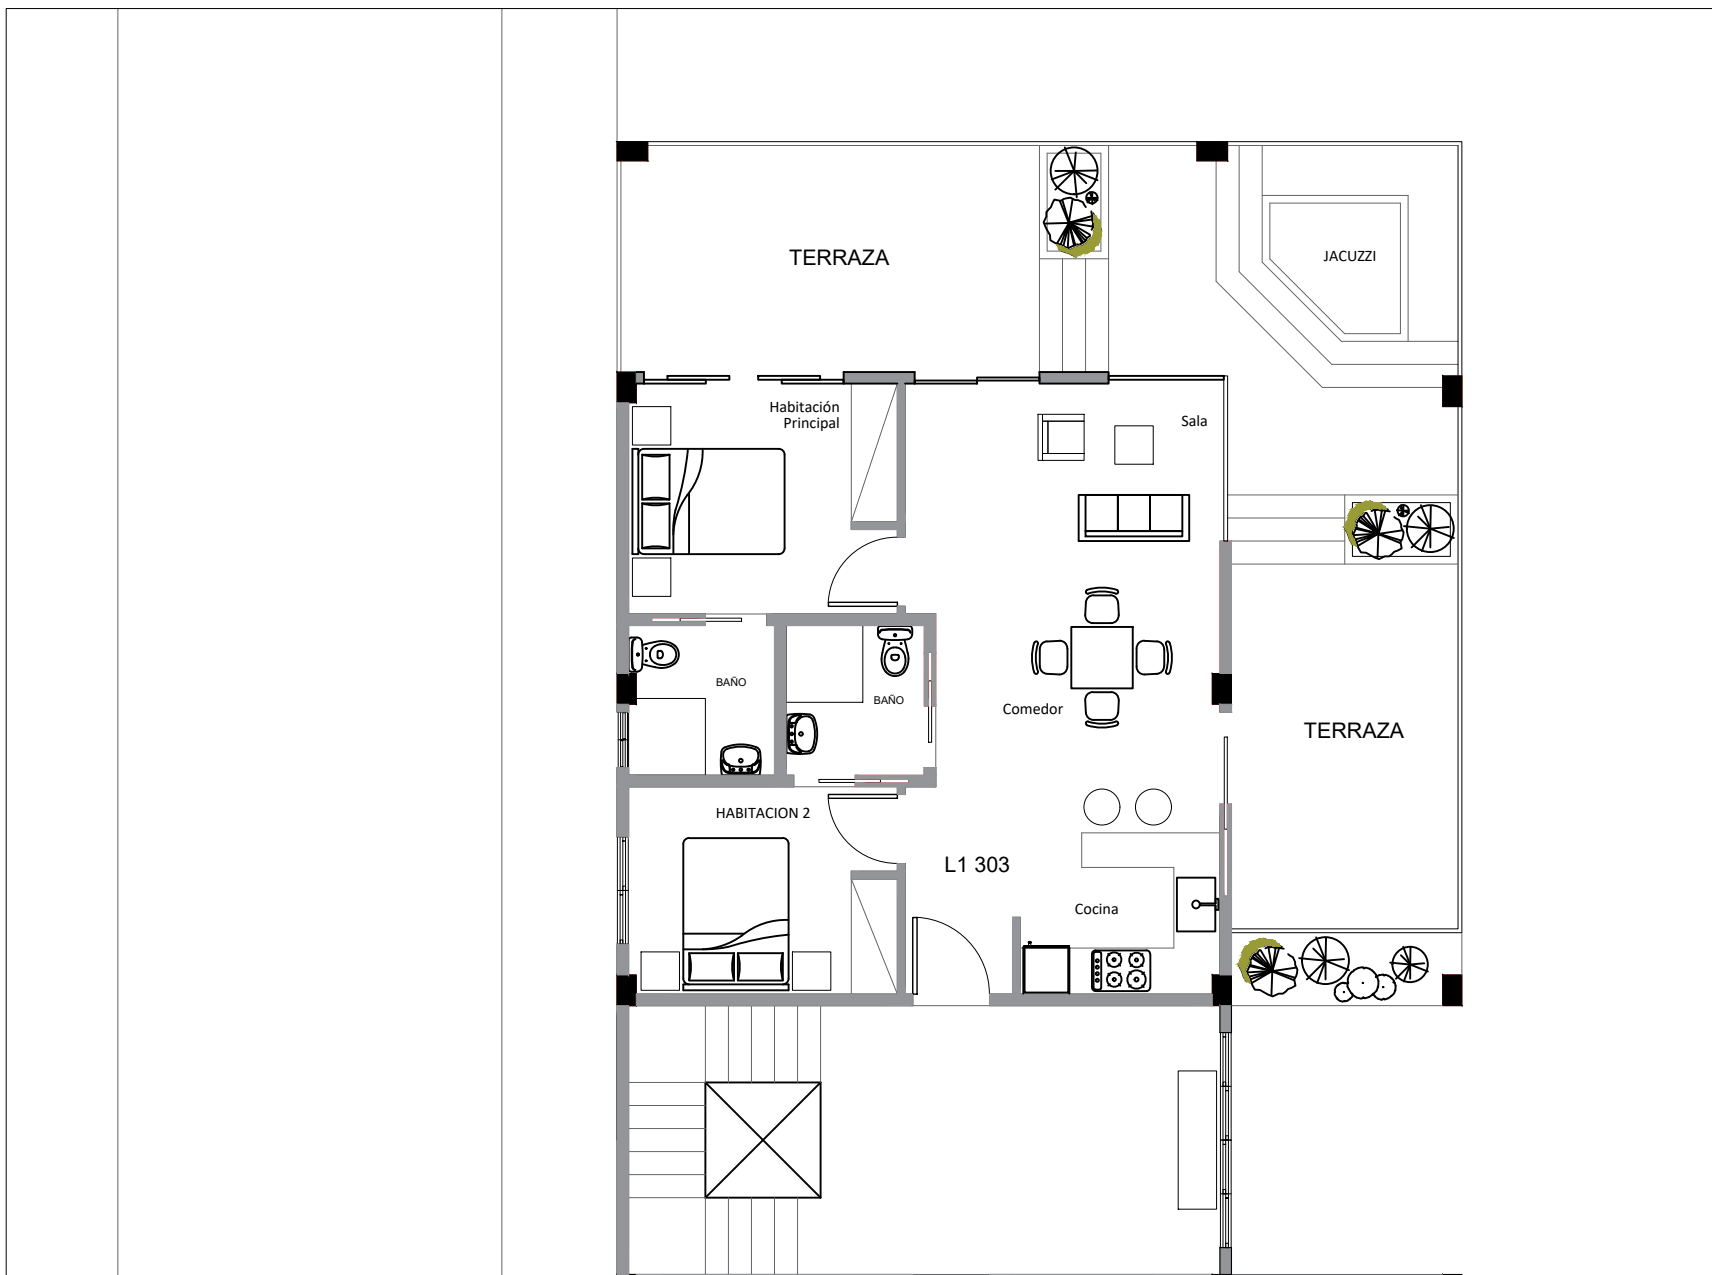 TERRAZA
JACUZZI
Habitación
Principal
Sala
BAÑO
BAÑO
Comedor
TERRAZA
HABITACION 2
L1 303
Cocina